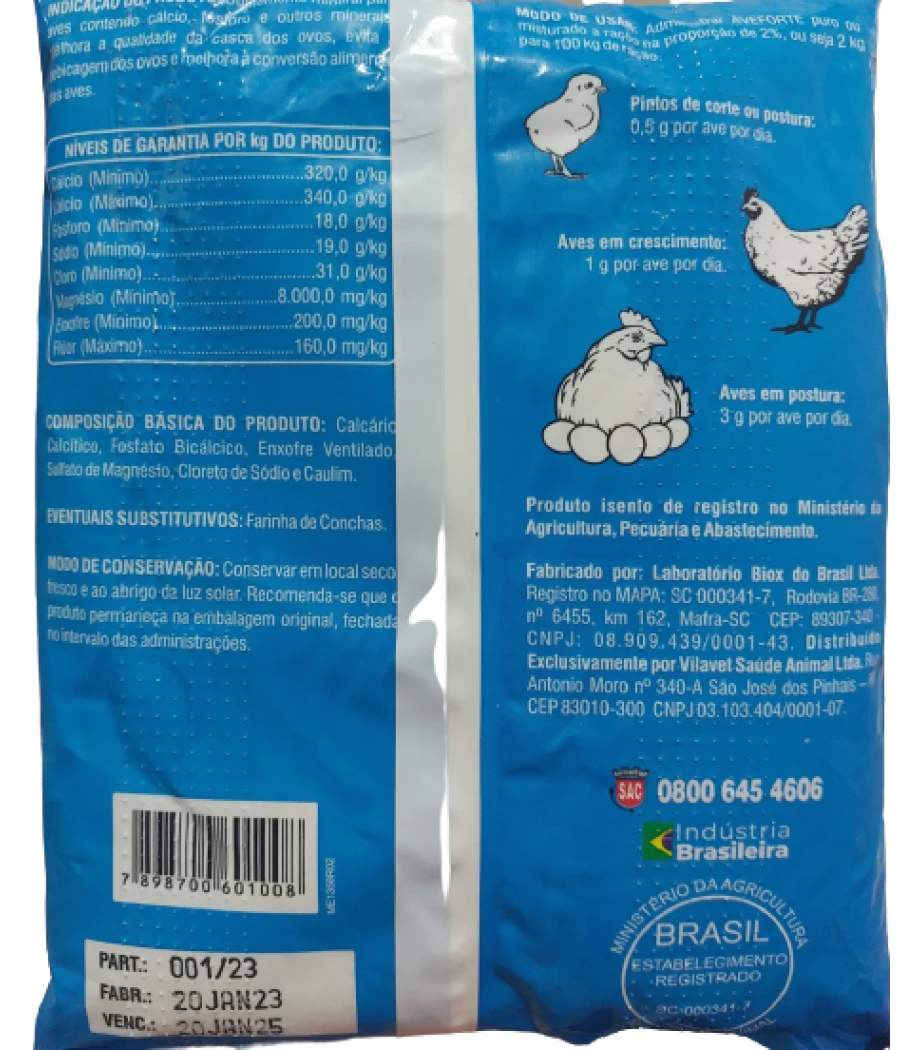 INDICAÇÃO DO
aves contendo cálcio, fósforo e outros minerais
melhora a qualidade da casca dos ovos, evita
bicagem dos ovos e melhora a conversão
as aves.
NÍVEIS DE GARANTIA POR kg DO PRODUTO:
Cálcio (Mínimo)..........320,0 g/kg
Cálcio (Máximo)..........340,0 g/kg
Fósforo (Mínimo)..........18,0 g/kg
Sódio (Mínimo)..........19,0 g/kg
Cloro (Mínimo)..........31,0 g/kg
Magnésio (Mínimo)..........8.000,0 mg/kg
Enxofre (Mínimo)..........200,0 mg/kg
Flúor (Máximo)..........160,0 mg/kg
COMPOSIÇÃO BÁSICA DO PRODUTO: Calcário
Calcítico, Fosfato Bicálcico, Enxofre Ventilado,
Sulfato de Magnésio, Cloreto de Sódio e Caulim.
EVENTUAIS SUBSTITUTIVOS: Farinha de Conchas.
MODO DE CONSERVAÇÃO: Conservar em local seco
fresco e ao abrigo da luz solar. Recomenda-se que o
produto permaneça na embalagem original, fechada
no intervalo das administrações.
7 898700 601008
ME1358R02
PART.: 001/23
FABR.: 20JAN23
VENC.: 20JAN25
MODO DE USAR: Administrar AVEFORTE puro ou
misturado a ração na proporção de 2%, ou seja 2 kg
para 100 kg de ração.
Pintos de corte ou postura:
0,5 g por ave por dia.
Aves em crescimento:
1 g por ave por dia.
Aves em postura:
3 g por ave por dia.
Produto isento de registro no Ministério da
Agricultura, Pecuária e Abastecimento.
Fabricado por: Laboratório Biox do Brasil Ltda.
Registro no MAPA: SC 000341-7, Rodovia BR-280,
nº 6455, km 162, Mafra-SC CEP: 89307-340 -
CNPJ: 08.909.439/0001-43. Distribuído
Exclusivamente por Vilavet Saúde Animal Ltda.
Antonio Moro nº 340-A São José dos Pinhais -
CEP 83010-300 CNPJ 03.103.404/0001-07.
SAC 0800 645 4606
Indústria
Brasileira
MINISTÉRIO DA AGRICULTURA
BRASIL
ESTABELECIMENTO
REGISTRADO
SC-000341-7